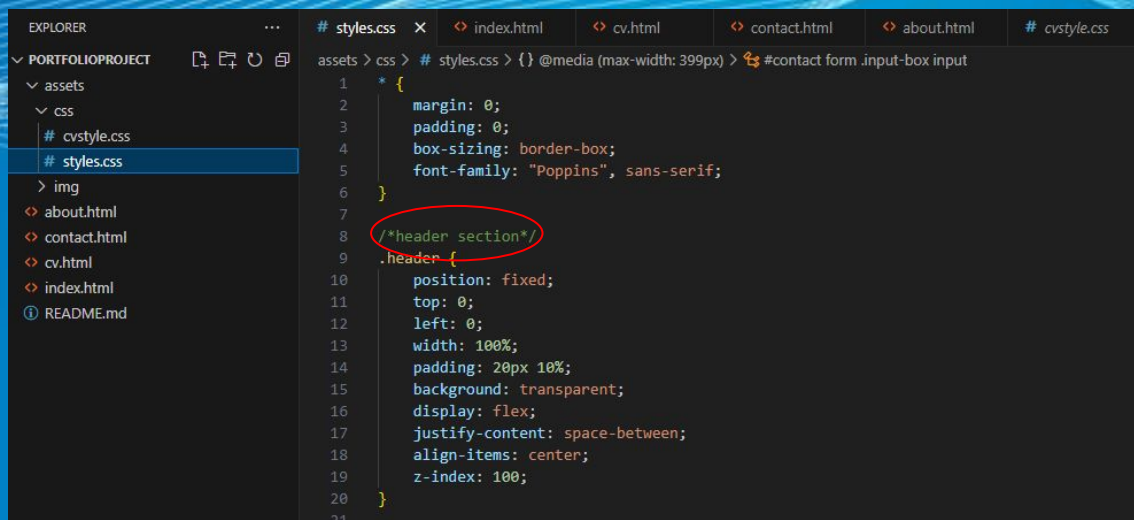 EXPLORER
PORTFOLIOPROJECT
assets
css
# cvstyle.css
# styles.css
img
<> about.html
<> contact.html
<> cv.html
<> index.html
README.md
# styles.css <> index.html <> cv.html <> contact.html <> about.html # cvstyle.css
assets > css > # styles.css > {} @media (max-width: 399px) > #contact form .input-box input
1 * {
2 margin: 0;
3 padding: 0;
4 box-sizing: border-box;
5 font-family: "Poppins", sans-serif;
6 }
7
8 /*header section*/
9 .header {
10 position: fixed;
11 top: 0;
12 left: 0;
13 width: 100%;
14 padding: 20px 10%;
15 background: transparent;
16 display: flex;
17 justify-content: space-between;
18 align-items: center;
19 z-index: 100;
20 }
21